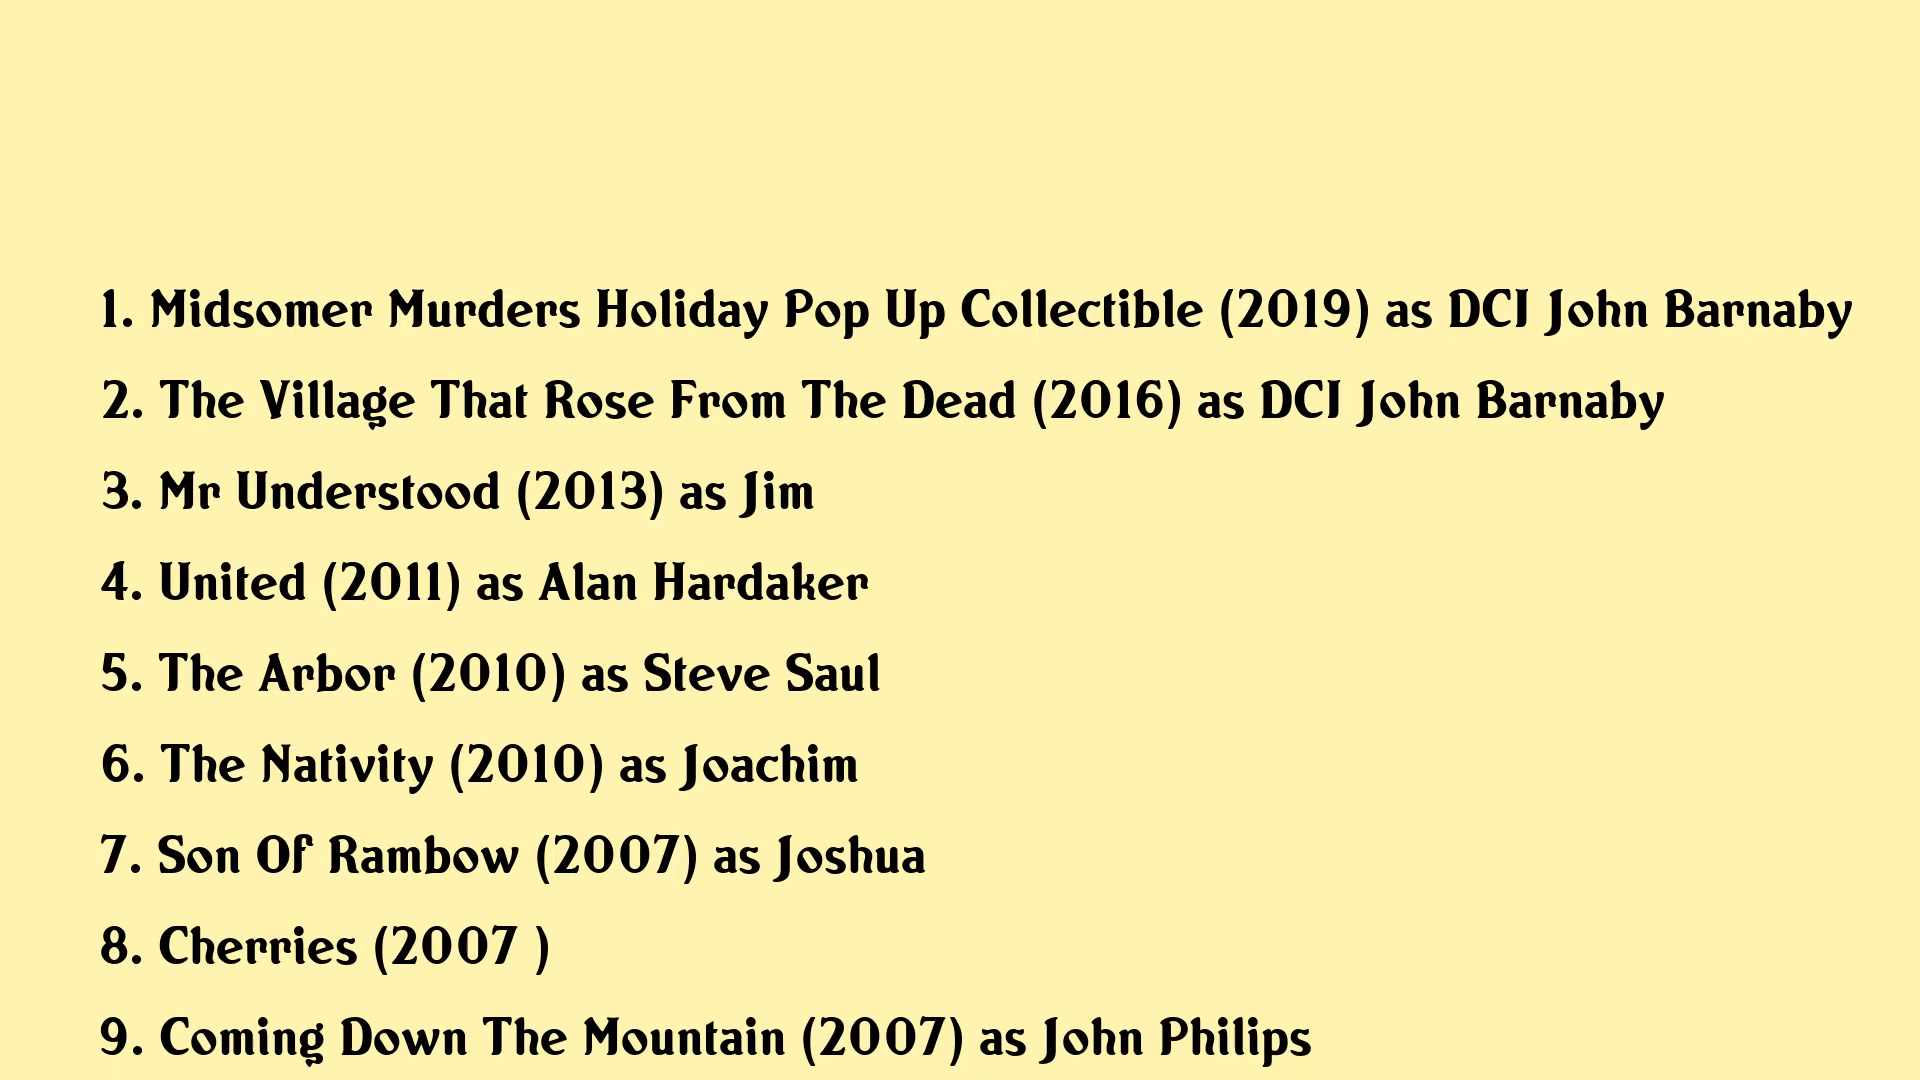 1. Midsomer Murders Holiday Pop Up Collectible (2019) as DCI John Barnaby
2. The Village That Rose From The Dead (2016) as DCI John Barnaby
3. Mr Understood (2013) as Jim
4. United (2011) as Alan Hardaker
5. The Arbor (2010) as Steve Saul
6. The Nativity (2010) as Joachim
7. Son Of Rambow (2007) as Joshua
8. Cherries (2007 )
9. Coming Down The Mountain (2007) as John Philips